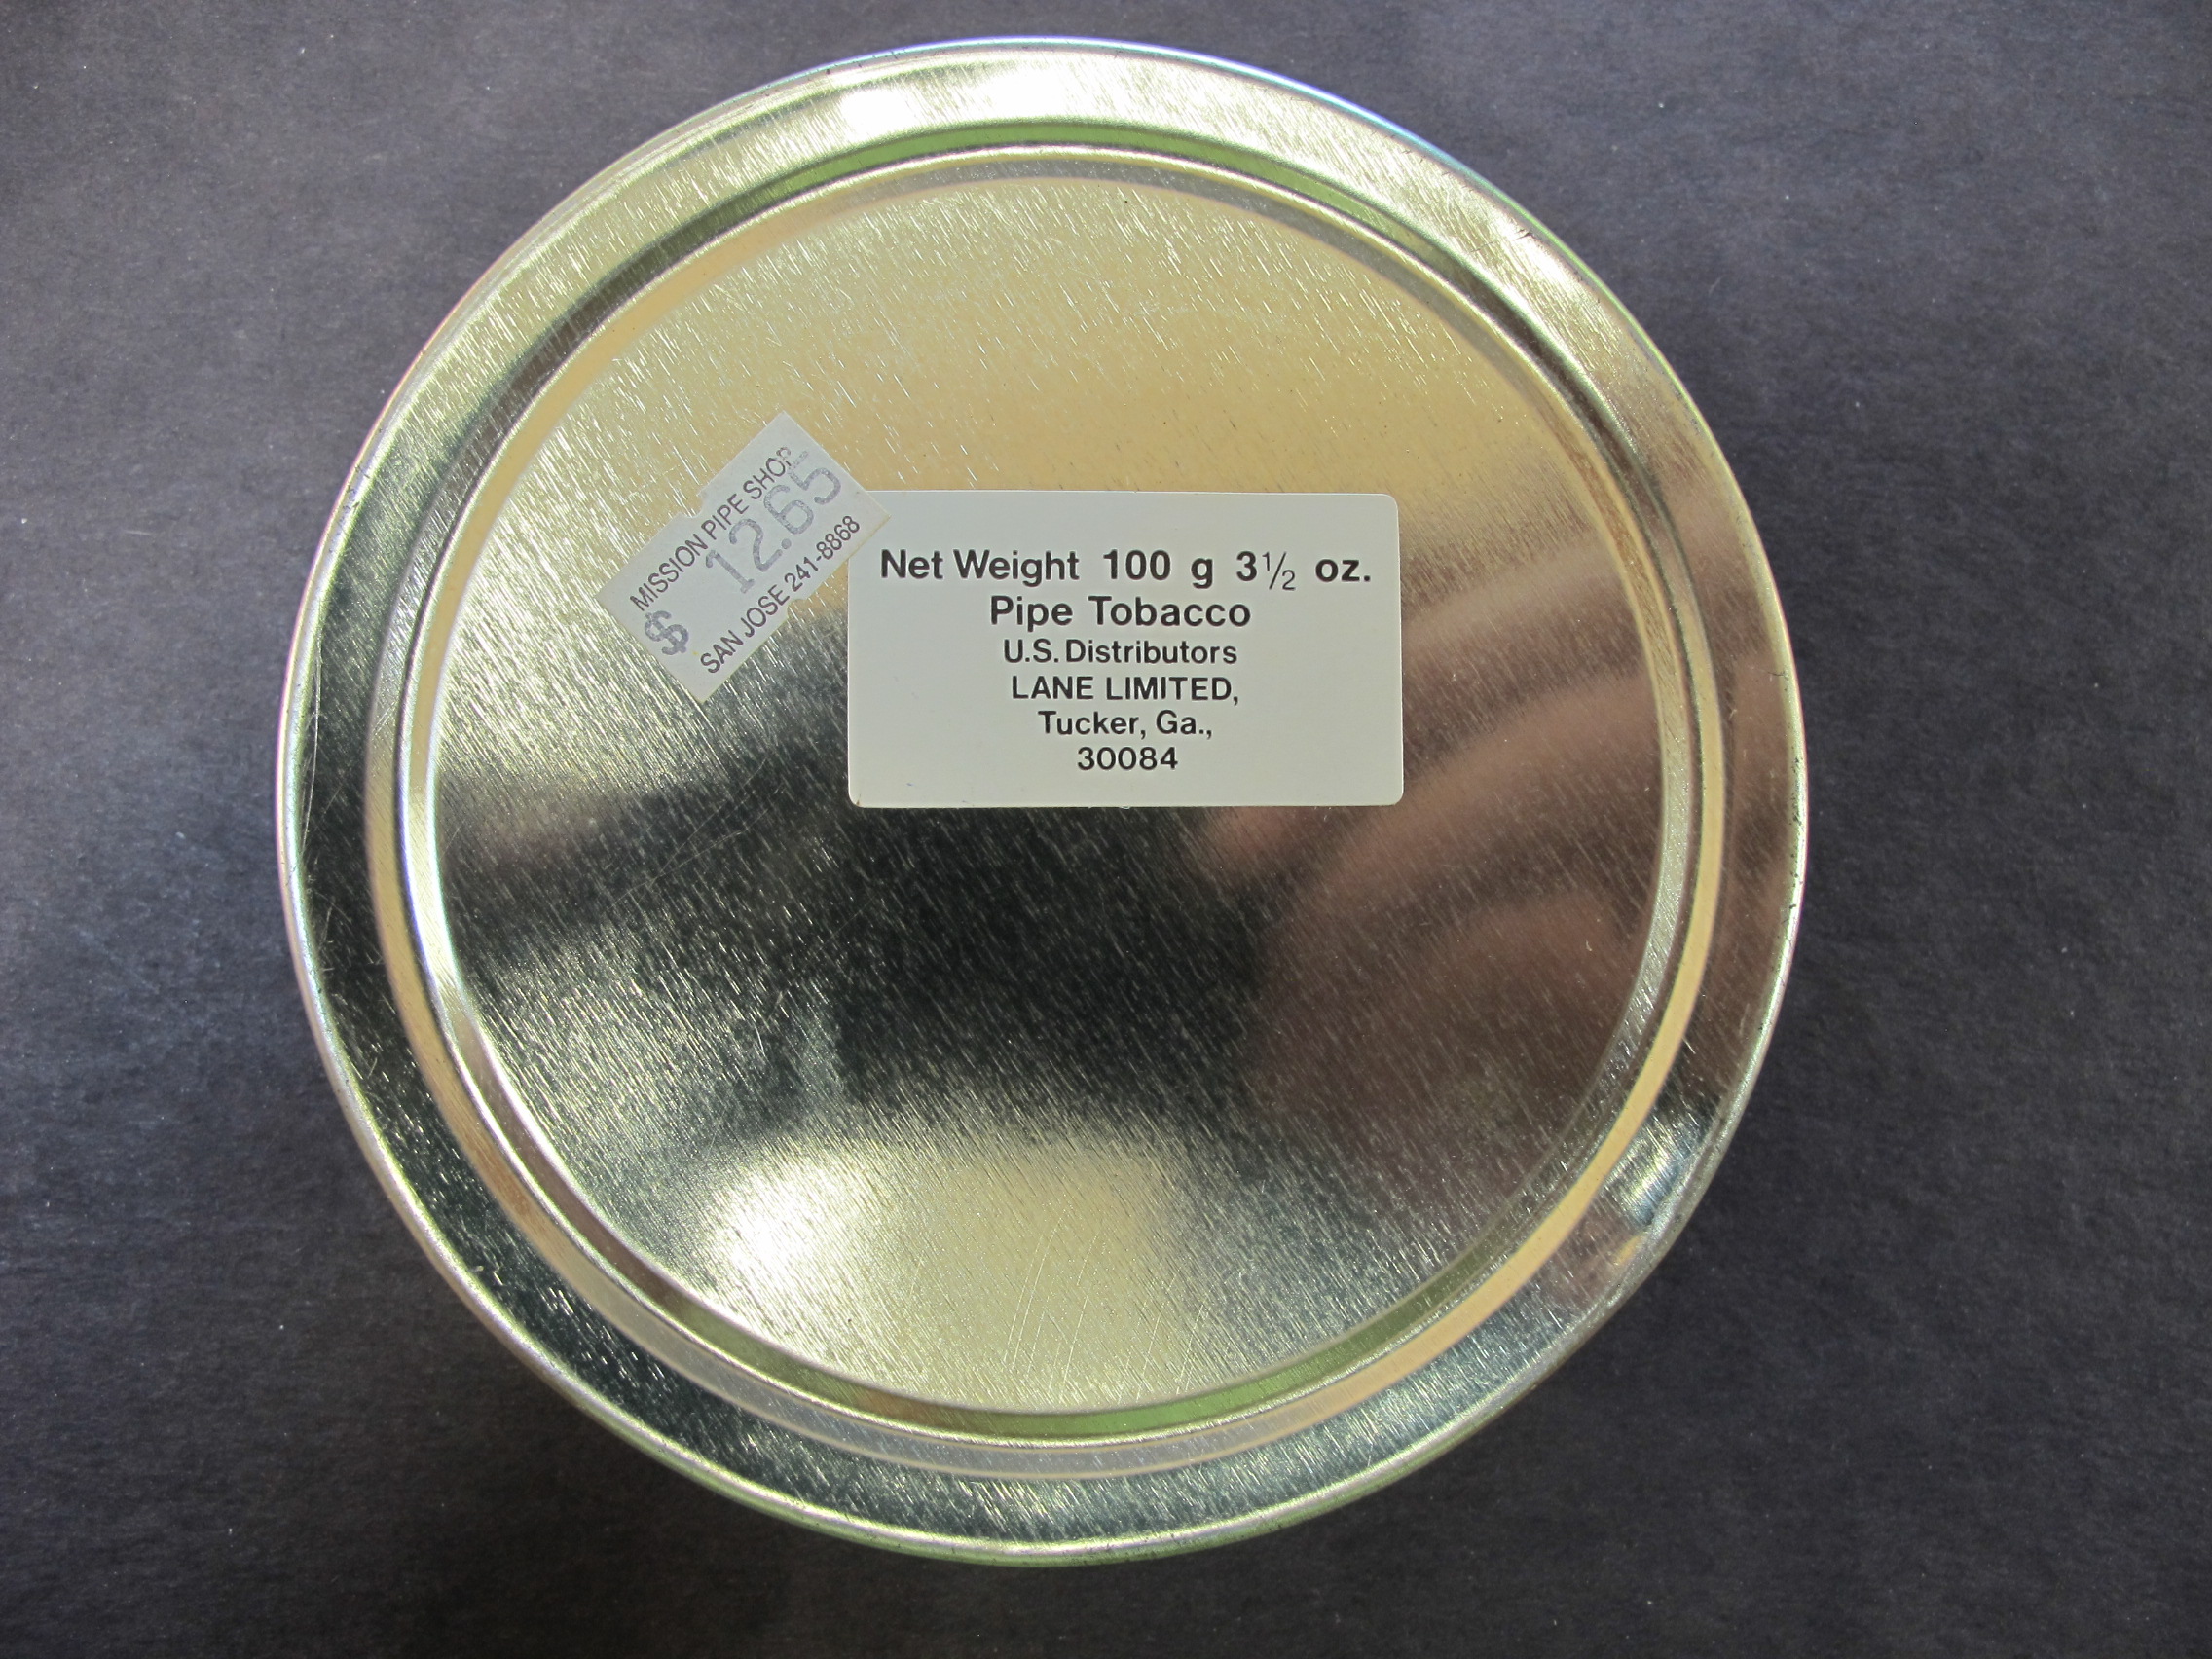 MISSION PIPE SHOP
$ 12.65
SAN JOSE 241-8868
Net Weight 100 g 3½ oz.
Pipe Tobacco
U.S. Distributors
LANE LIMITED,
Tucker, Ga.,
30084